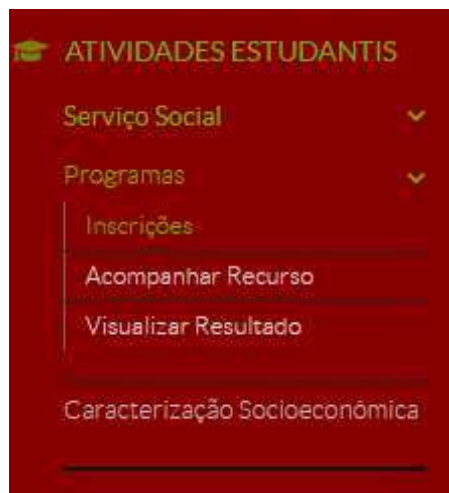 ATIVIDADES ESTUDANTIS
Serviço Social
Programas
Inscrições
Acompanhar Recurso
Visualizar Resultado
Caracterização Socioeconômica